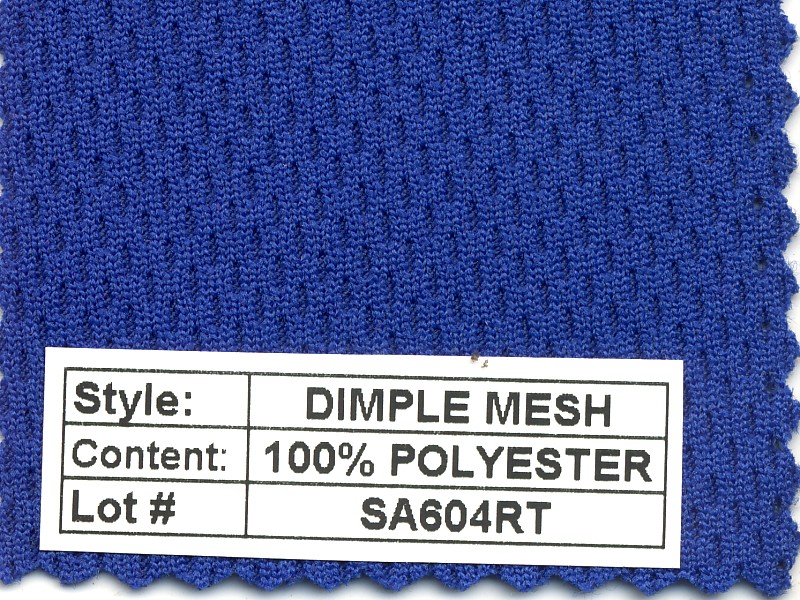 Style: DIMPLE MESH
Content: 100% POLYESTER
Lot # SA604RT